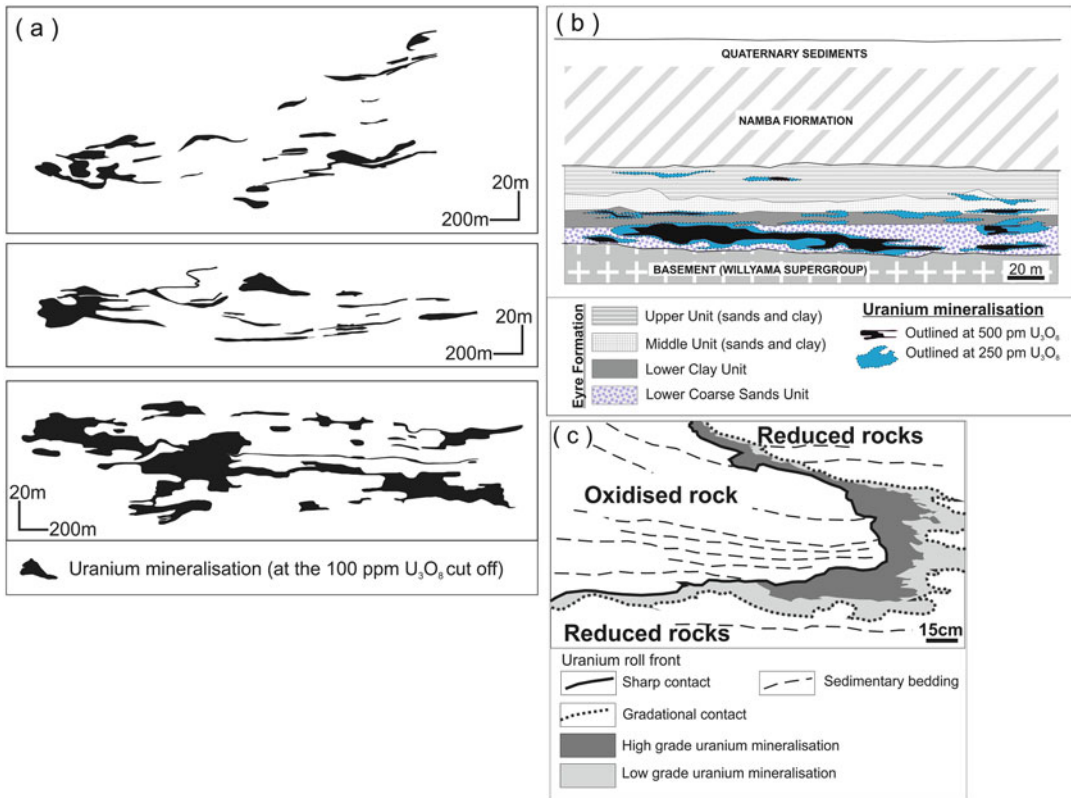 ( a )
20m
200m
20m
200m
20m
200m
Uranium mineralisation (at the 100 ppm U₃O₈ cut off)
( b )
QUATERNARY SEDIMENTS
NAMBA FIORMATION
BASEMENT (WILLYAMA SUPERGROUP)
20 m
Eyre Formation
Upper Unit (sands and clay)
Middle Unit (sands and clay)
Lower Clay Unit
Lower Coarse Sands Unit
Uranium mineralisation
Outlined at 500 pm U₃O₈
Outlined at 250 ppm U₃O₈
( c )
Reduced rocks
Oxidised rock
Reduced rocks
15cm
Uranium roll front
Sharp contact
Sedimentary bedding
Gradational contact
High grade uranium mineralisation
Low grade uranium mineralisation